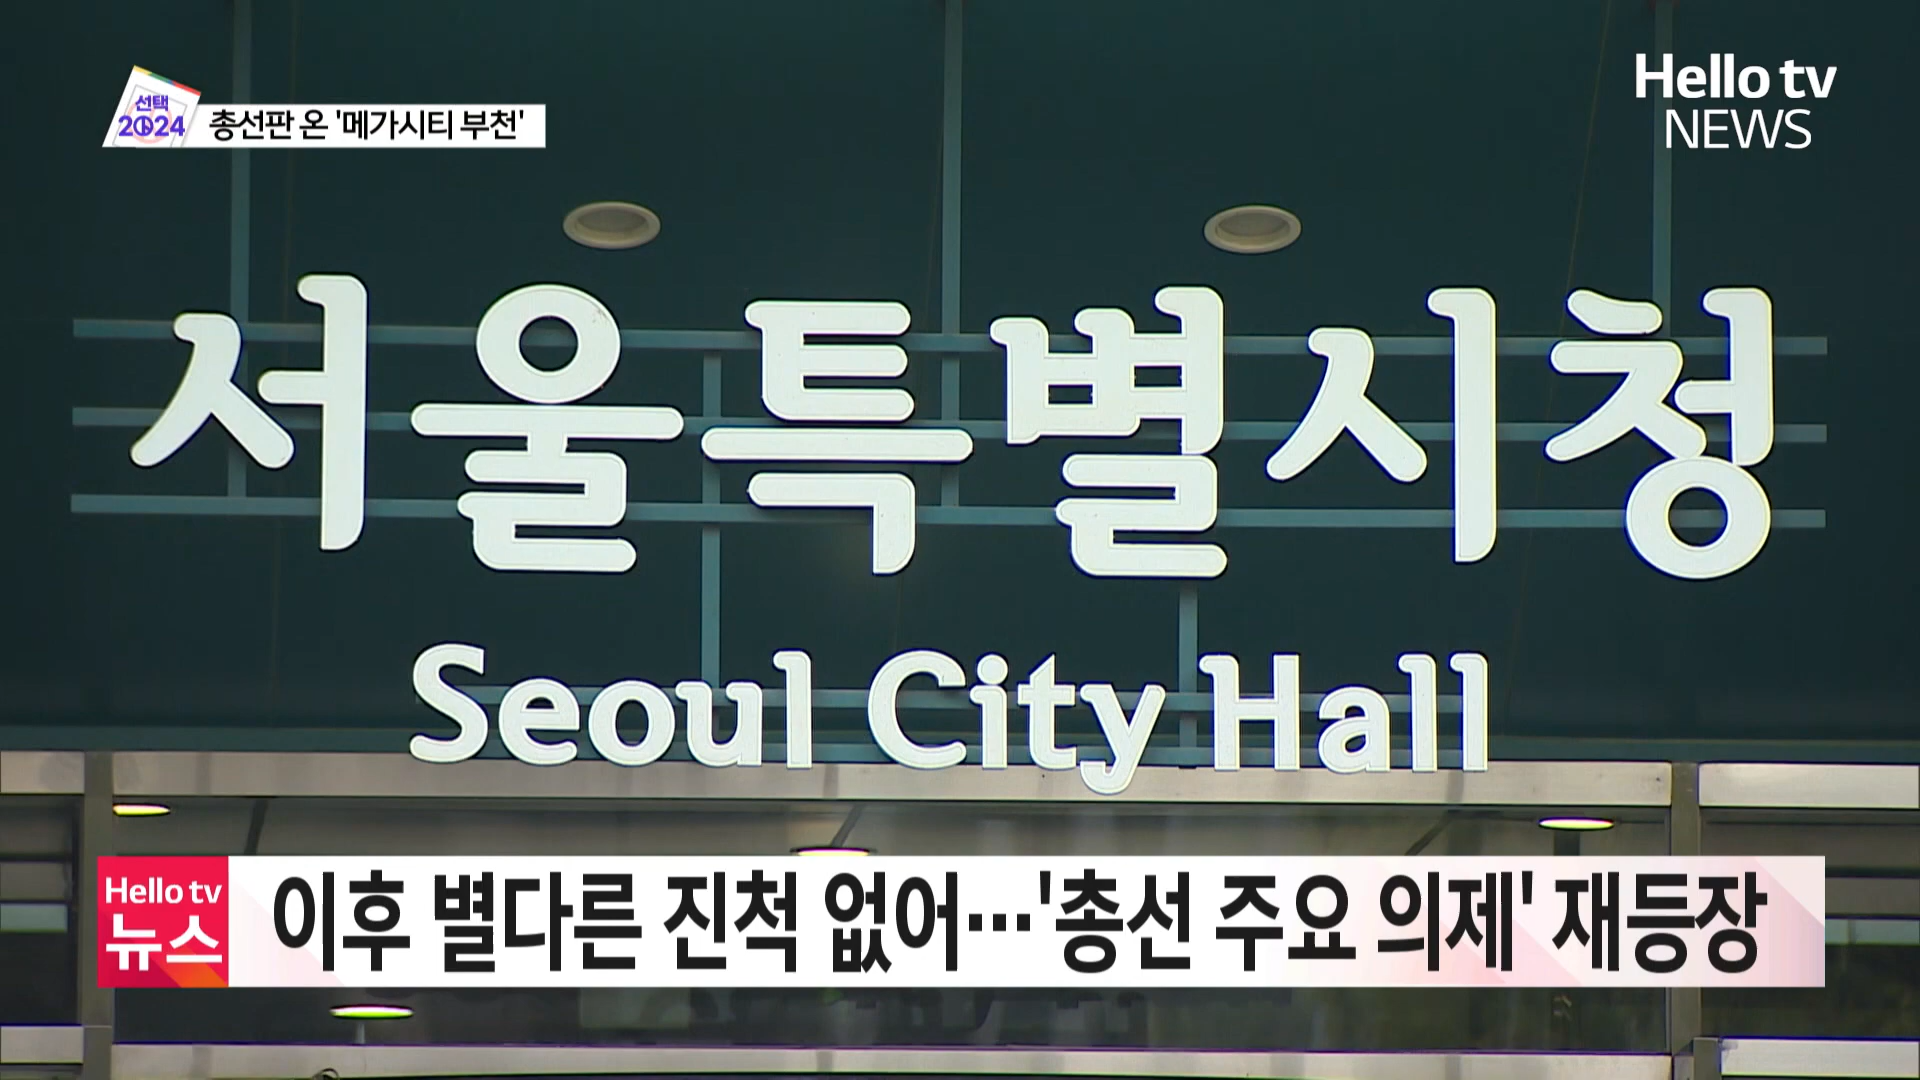 선택
2024
총선판 온 '메가시티 부천'
Hello tv
NEWS
서울특별시청
Seoul City Hall
Hello tv
뉴스
이후 별다른 진척 없어…'총선 주요 의제' 재등장